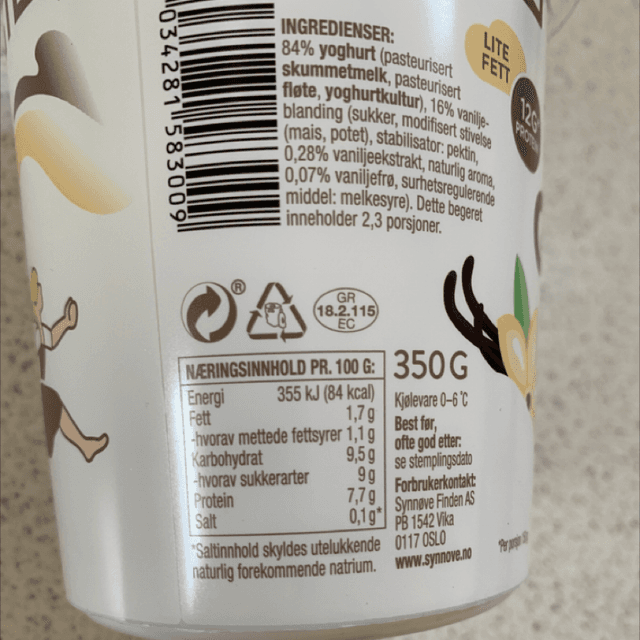 034281 583009
INGREDIENSER:
84% yoghurt (pasteurisert
skummetmelk, pasteurisert
fløte, yoghurtkultur), 16% vanilje-
blanding (sukker, modifisert stivelse
(mais, potet), stabilisator: pektin,
0,28% vaniljeekstrakt, naturlig aroma,
0,07% vaniljefrø, surhetsregulerende
middel: melkesyre). Dette begeret
inneholder 2,3 porsjoner.
LITE
FETT
12G
PROTEIN
®
GR
18.2.115
EC
NÆRINGSINNHOLD PR. 100 G:
Energi 355 kJ (84 kcal)
Fett 1,7 g
-hvorav mettede fettsyrer 1,1 g
Karbohydrat 9,5 g
-hvorav sukkerarter 9 g
Protein 7,7 g
Salt 0,1 g*
*Saltinnhold skyldes utelukkende
naturlig forekommende natrium.
350 G
Kjølevare 0–6 °C
Best før,
ofte god etter:
se stemplingsdato
Forbrukerkontakt:
Synnøve Finden AS
PB 1542 Vika
0117 OSLO
www.synnove.no
*Per